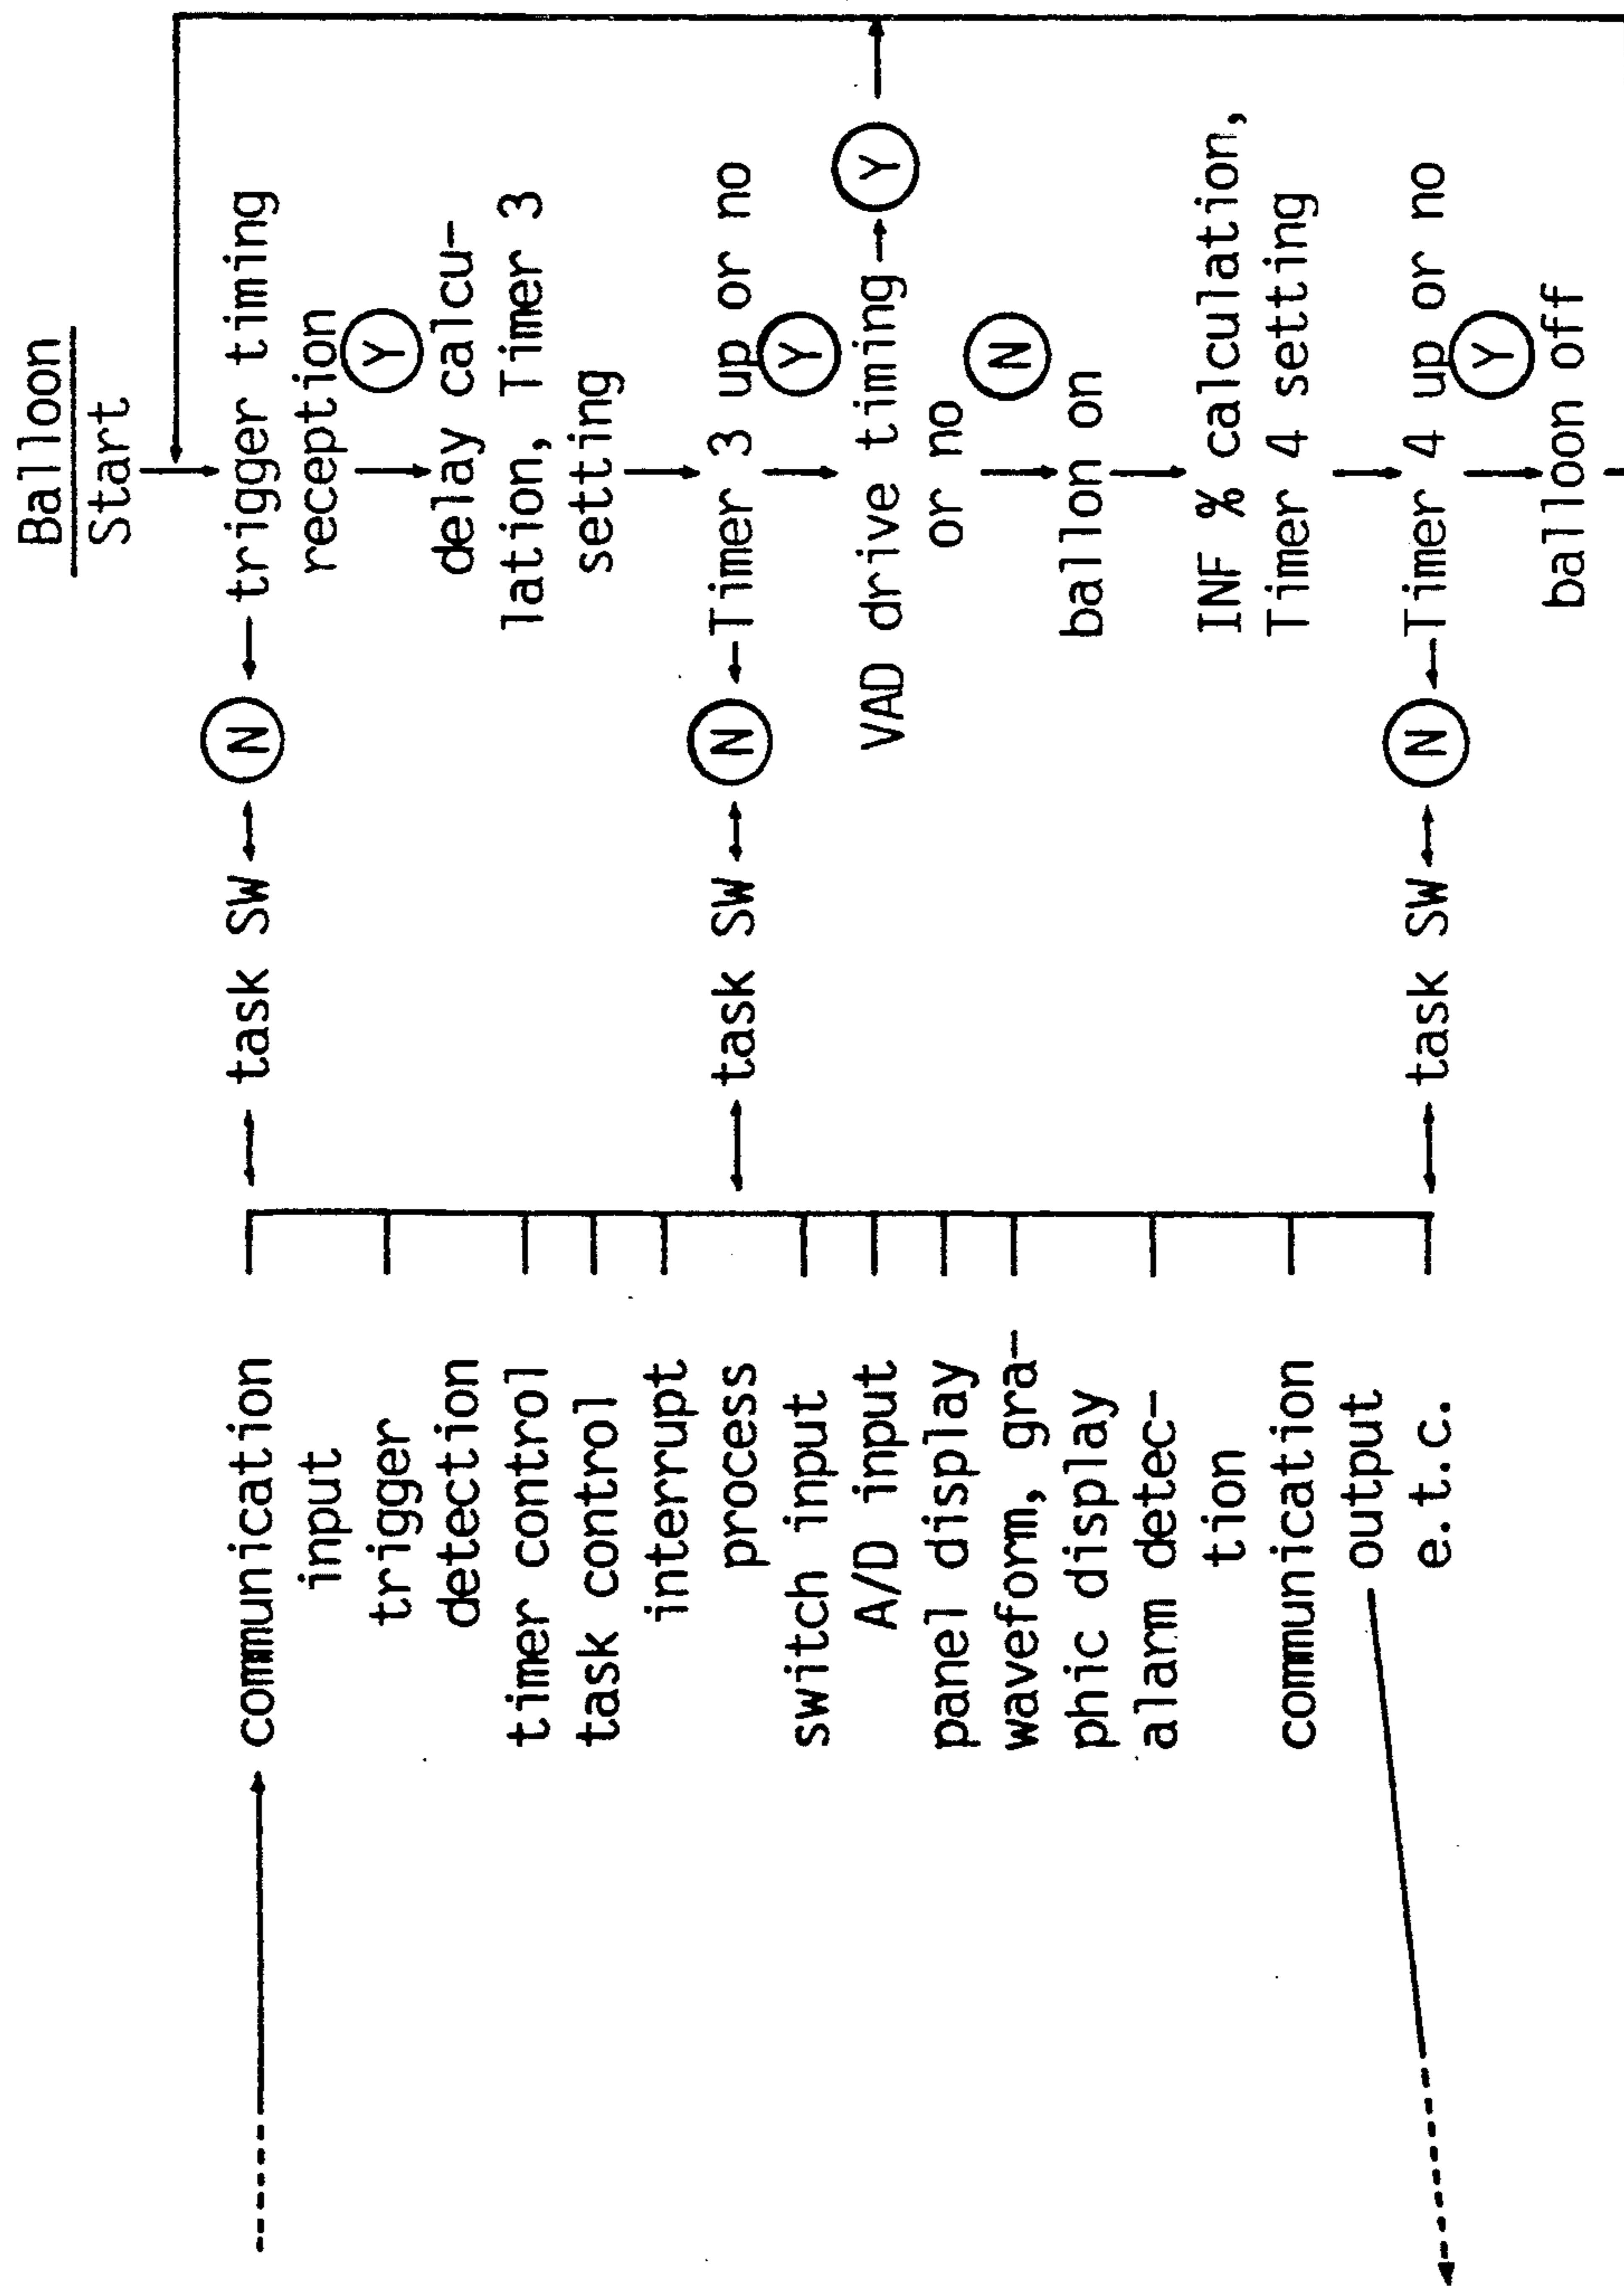 Balloon
Start
trigger timing
reception
Y
N
task SW
delay calcu-
lation, Timer 3
setting
Timer 3 up or no
Y
N
task SW
VAD drive timing
or no
Y
N
ballon on
INF % calculation,
Timer 4 setting
Timer 4 up or no
Y
N
task SW
balloon off
communication
input
trigger
detection
timer control
task control
interrupt
process
switch input
A/D input
panel display
waveform, gra-
phic display
alarm detec-
tion
communication
output
e.t.c.